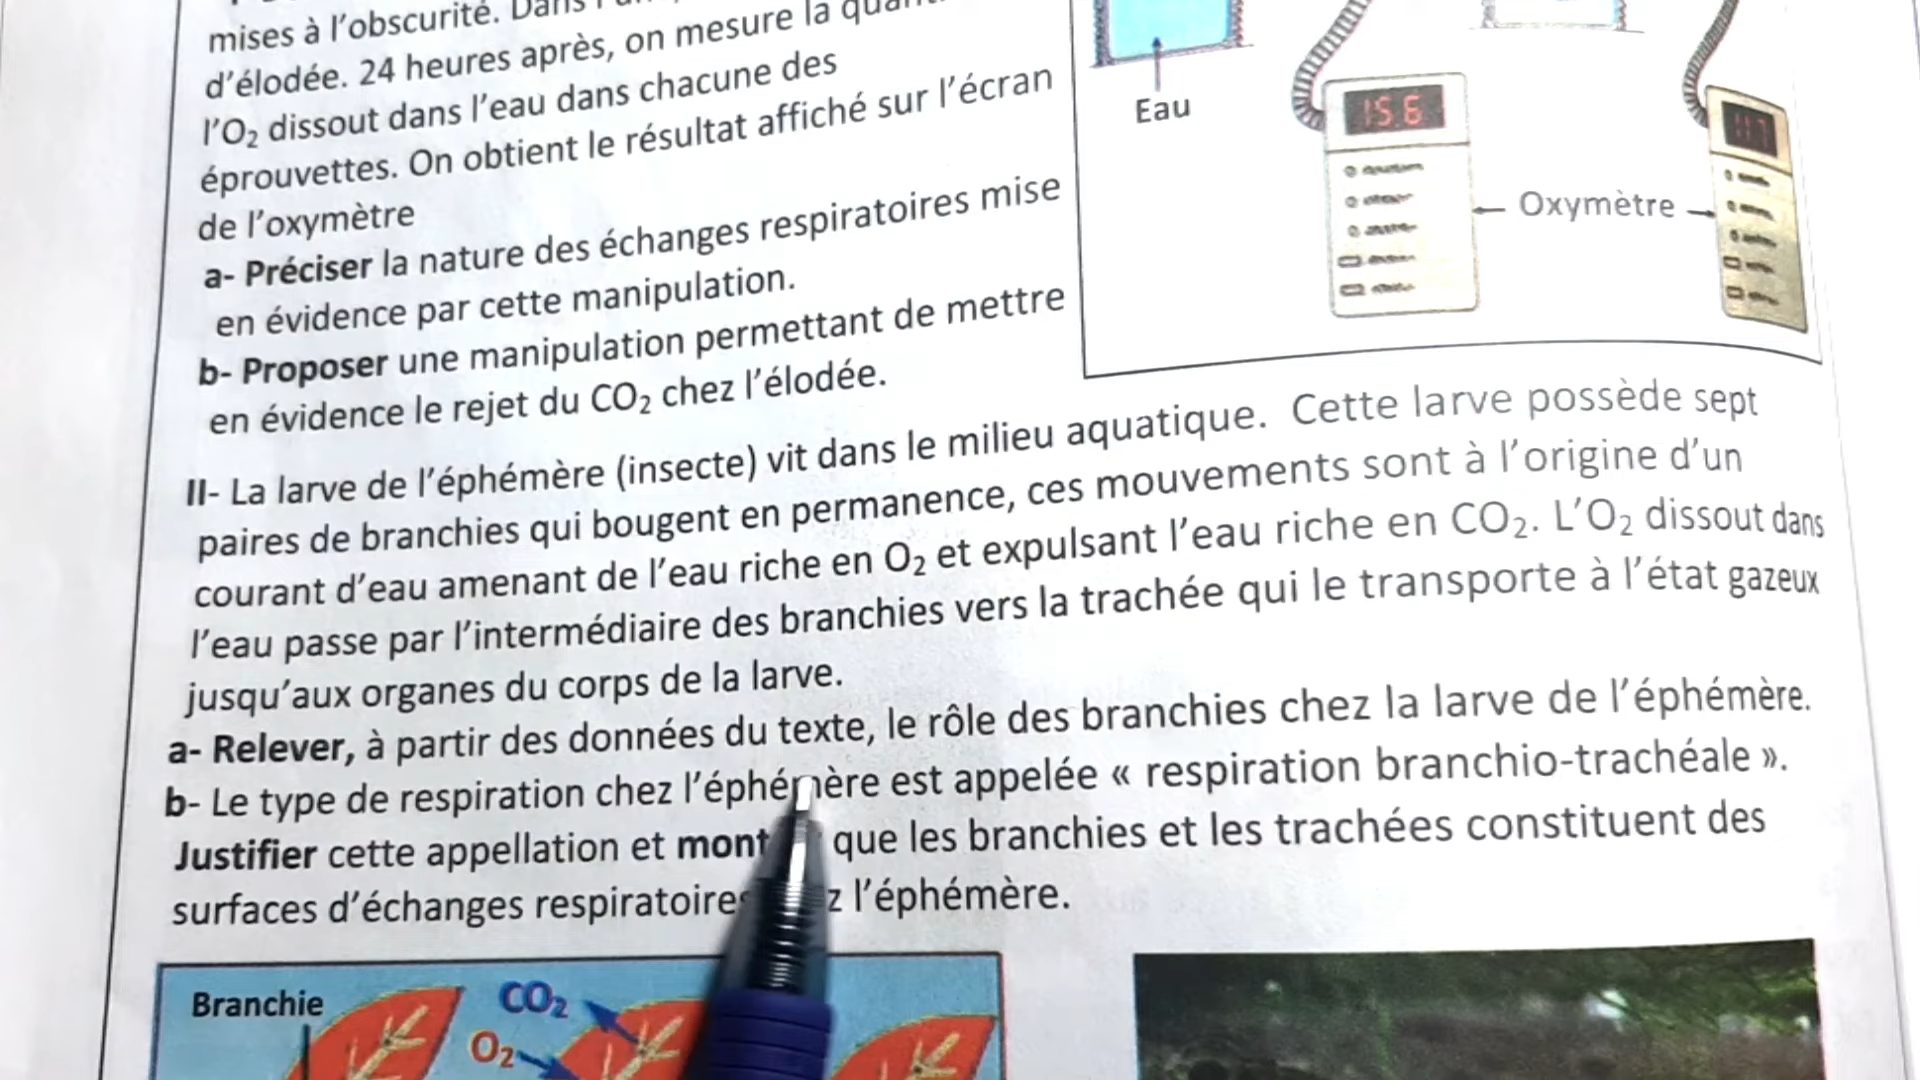 mises à l'obscurité. Dans
d'élodée. 24 heures après, on mesure la
l'O₂ dissout dans l'eau dans chacune des
éprouvettes. On obtient le résultat affiché sur l'écran
de l'oxymètre
a- Préciser la nature des échanges respiratoires mise
en évidence par cette manipulation.
b- Proposer une manipulation permettant de mettre
en évidence le rejet du CO₂ chez l'élodée.
Eau
15.6
11.7
Oxymètre
II- La larve de l'éphémère (insecte) vit dans le milieu aquatique. Cette larve possède sept
paires de branchies qui bougent en permanence, ces mouvements sont à l'origine d'un
courant d'eau amenant de l'eau riche en O₂ et expulsant l'eau riche en CO₂. L'O₂ dissout dans
l'eau passe par l'intermédiaire des branchies vers la trachée qui le transporte à l'état gazeux
jusqu'aux organes du corps de la larve.
a- Relever, à partir des données du texte, le rôle des branchies chez la larve de l'éphémère.
b- Le type de respiration chez l'éphémère est appelée « respiration branchio-trachéale ».
Justifier cette appellation et mont que les branchies et les trachées constituent des
surfaces d'échanges respiratoires z l'éphémère.
Branchie
CO₂
O₂